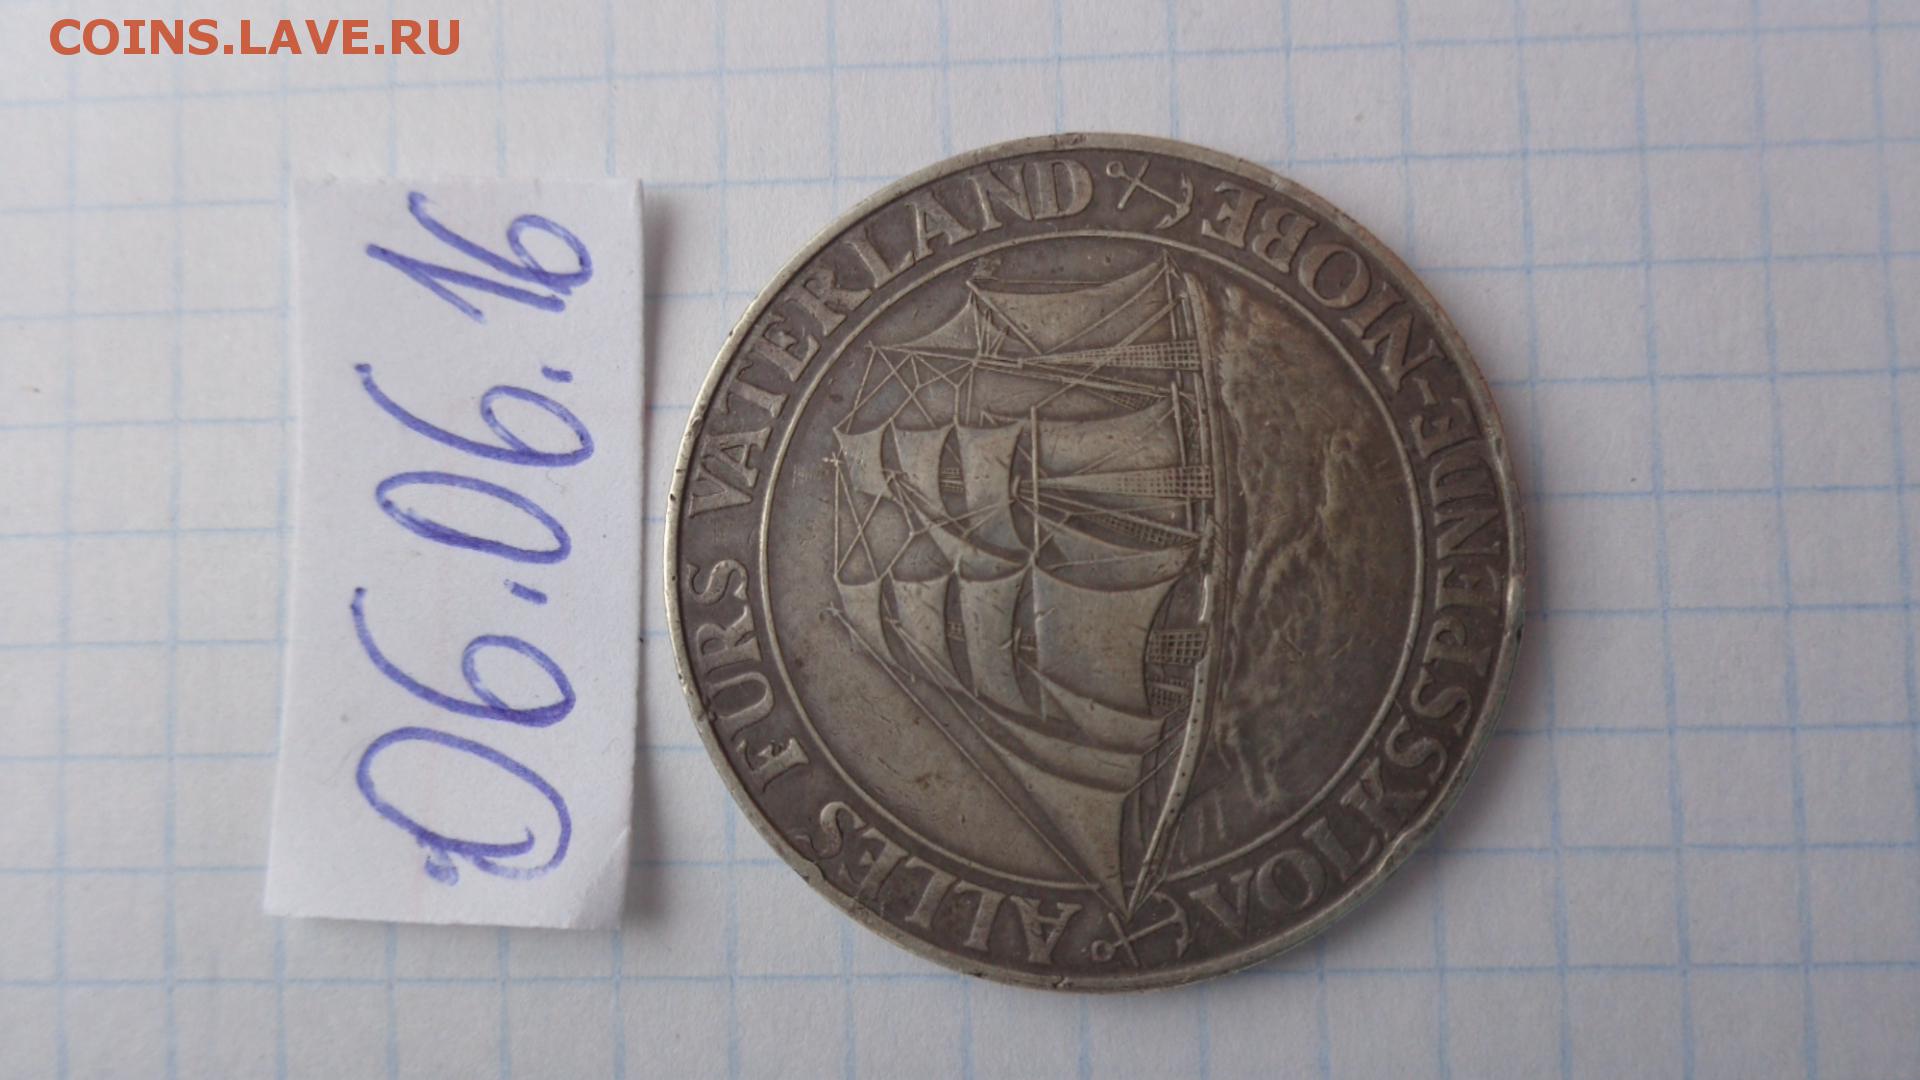 COINS.LAVE.RU
06.06.16
ALLES FÜRS VATERLAND
VOLKSSPENDE-NIOBE